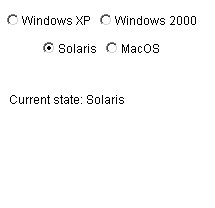 Windows XP Windows 2000
Solaris MacOS
Current state: Solaris